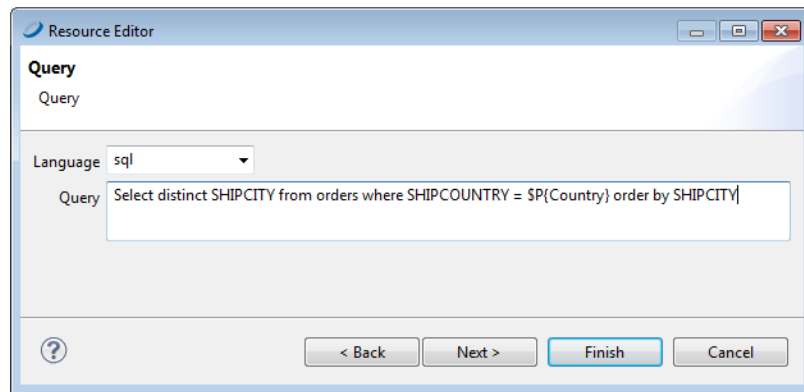 Resource Editor
Query
Query
Language sql
Query Select distinct SHIPCITY from orders where SHIPCOUNTRY = $P{Country} order by SHIPCITY
? < Back Next > Finish Cancel